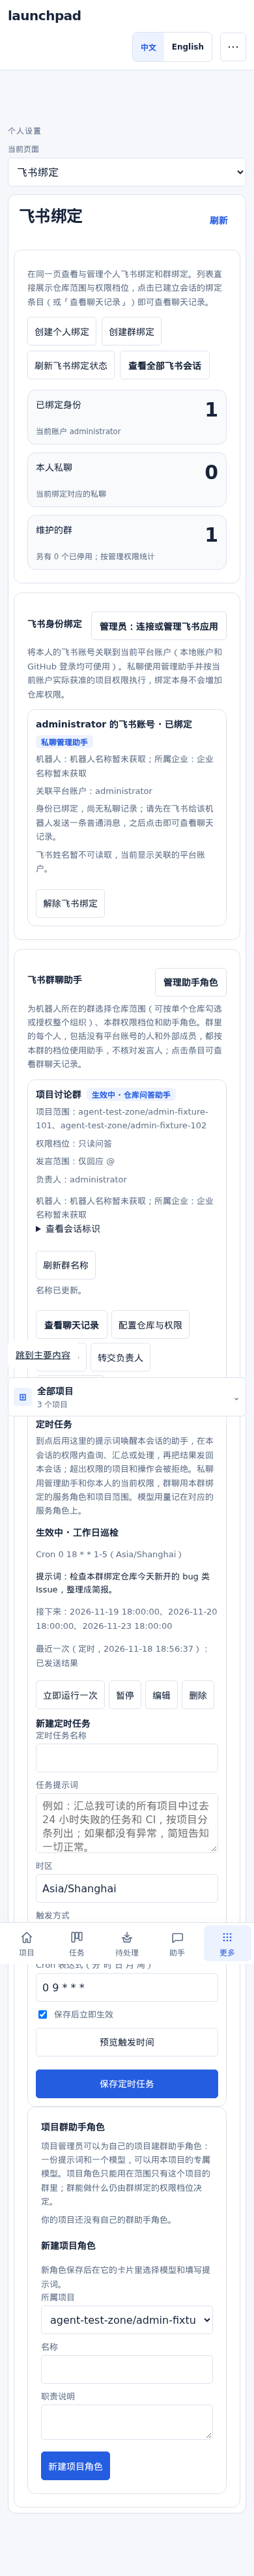 launchpad
中文
English
···
个人设置
当前页面
飞书绑定
飞书绑定
刷新
在同一页查看与管理个人飞书绑定和群绑定。列表直
接展示仓库范围与权限档位，点击已建立会话的绑定
条目（或「查看聊天记录」）即可查看聊天记录。
创建个人绑定
创建群绑定
刷新飞书绑定状态
查看全部飞书会话
已绑定身份
1
当前账户 administrator
本人私聊
0
当前绑定对应的私聊
维护的群
1
另有 0 个已停用；按管理权限统计
飞书身份绑定
管理员：连接或管理飞书应用
将本人的飞书账号关联到当前平台账户（本地账户和
GitHub 登录均可使用）。私聊使用管理助手并按当
前账户实际获准的项目权限执行，绑定本身不会增加
仓库权限。
administrator 的飞书账号 · 已绑定
私聊管理助手
机器人：机器人名称暂未获取；所属企业：企业
名称暂未获取
关联平台账户：administrator
身份已绑定，尚无私聊记录；请先在飞书给该机
器人发送一条普通消息，之后点击即可查看聊天
记录。
飞书姓名暂不可读取，当前显示关联的平台账
户。
解除飞书绑定
飞书群聊助手
管理助手角色
为机器人所在的群选择仓库范围（可按单个仓库勾选
或授权整个组织）、本群权限档位和助手角色。群里
的每个人，包括没有平台账号的人和外部成员，都按
本群的档位使用助手，不核对发言人；点击条目可查
看群聊天记录。
项目讨论群
生效中 · 仓库问答助手
项目范围：agent-test-zone/admin-fixture-
101、agent-test-zone/admin-fixture-102
权限档位：只读问答
发言范围：仅回应 @
负责人：administrator
机器人：机器人名称暂未获取；所属企业：企业
名称暂未获取
查看会话标识
刷新群名称
名称已更新。
查看聊天记录
配置仓库与权限
跳到主要内容
转交负责人
全部项目
3 个项目
定时任务
到点后用这里的提示词唤醒本会话的助手，在本
会话的权限内查询、汇总或处理，再把结果发回
本会话；超出权限的项目和操作会被拒绝。私聊
用管理助手和你本人的当前权限，群聊用本群绑
定的服务角色和项目范围。模型用量记在对应的
服务角色上。
生效中 · 工作日巡检
Cron 0 18 * * 1-5（Asia/Shanghai）
提示词：检查本群绑定仓库今天新开的 bug 类
Issue，整理成简报。
接下来：2026-11-19 18:00:00、2026-11-20
18:00:00、2026-11-23 18:00:00
最近一次（定时，2026-11-18 18:56:37）：
已发送结果
立即运行一次
暂停
编辑
删除
新建定时任务
定时任务名称
任务提示词
例如：汇总我可读的所有项目中过去
24 小时失败的任务和 CI，按项目分
条列出；如果都没有异常，简短告知
一切正常。
时区
Asia/Shanghai
触发方式
项目
任务
待处理
助手
更多
Cron 表达式（分 时 日 月 周）
0 9 * * *
保存后立即生效
预览触发时间
保存定时任务
项目群助手角色
项目管理员可以为自己的项目建群助手角色：
一份提示词和一个模型，可以用本项目的专属
模型。项目角色只能用在范围只有这个项目的
群里；群能做什么仍由群绑定的权限档位决
定。
你的项目还没有自己的群助手角色。
新建项目角色
新角色保存后在它的卡片里选择模型和填写提
示词。
所属项目
agent-test-zone/admin-fixtu
名称
职责说明
新建项目角色